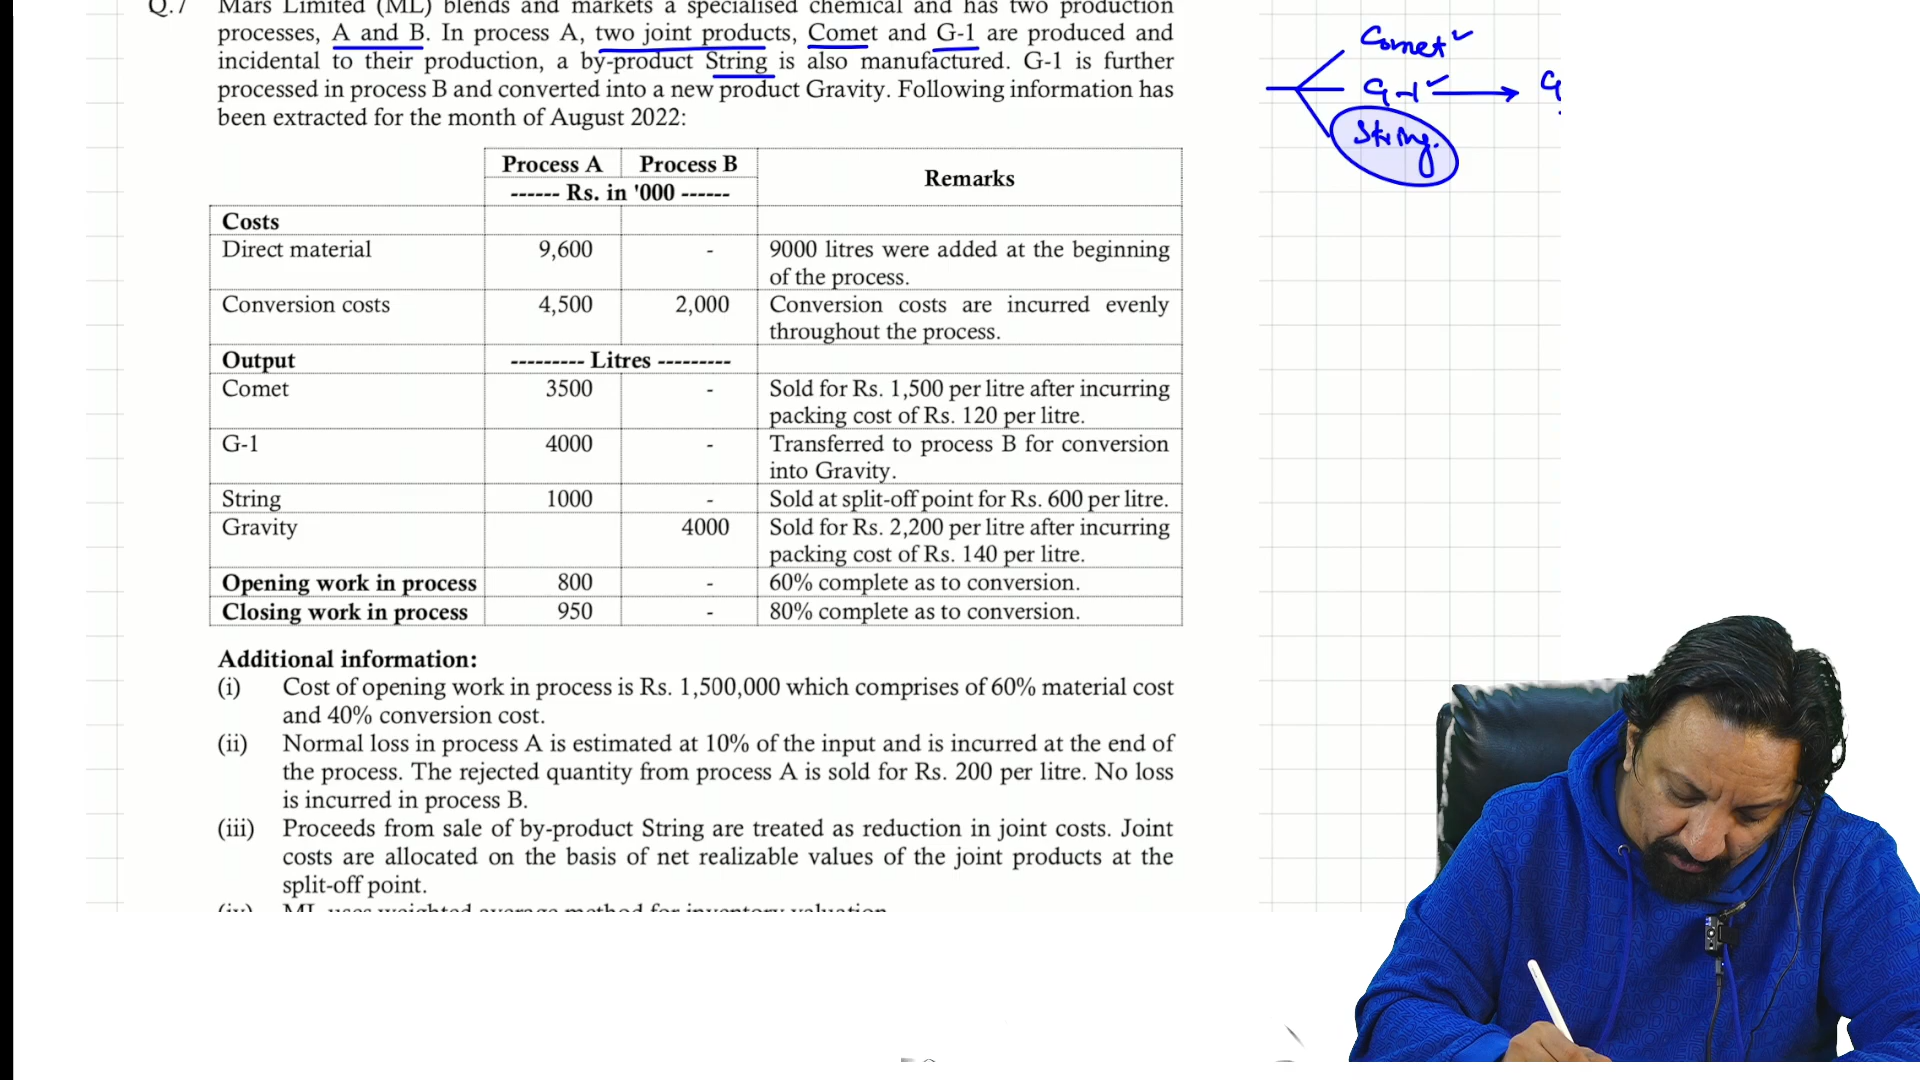 Q.7 Mars Limited (ML) blends and markets a specialised chemical and has two production
processes, A and B. In process A, two joint products, Comet and G-1 are produced and
incidental to their production, a by-product String is also manufactured. G-1 is further
processed in process B and converted into a new product Gravity. Following information has
been extracted for the month of August 2022:
Process A Process B Remarks
------ Rs. in '000 ------
Costs
Direct material 9,600 - 9000 litres were added at the beginning
of the process.
Conversion costs 4,500 2,000 Conversion costs are incurred evenly
throughout the process.
Output --------- Litres ---------
Comet 3500 - Sold for Rs. 1,500 per litre after incurring
packing cost of Rs. 120 per litre.
G-1 4000 - Transferred to process B for conversion
into Gravity.
String 1000 - Sold at split-off point for Rs. 600 per litre.
Gravity 4000 Sold for Rs. 2,200 per litre after incurring
packing cost of Rs. 140 per litre.
Opening work in process 800 - 60% complete as to conversion.
Closing work in process 950 - 80% complete as to conversion.
Additional information:
(i) Cost of opening work in process is Rs. 1,500,000 which comprises of 60% material cost
and 40% conversion cost.
(ii) Normal loss in process A is estimated at 10% of the input and is incurred at the end of
the process. The rejected quantity from process A is sold for Rs. 200 per litre. No loss
is incurred in process B.
(iii) Proceeds from sale of by-product String are treated as reduction in joint costs. Joint
costs are allocated on the basis of net realizable values of the joint products at the
split-off point.
(iv) ML uses weighted average method for inventory valuation
Comet
G-1 G
String.